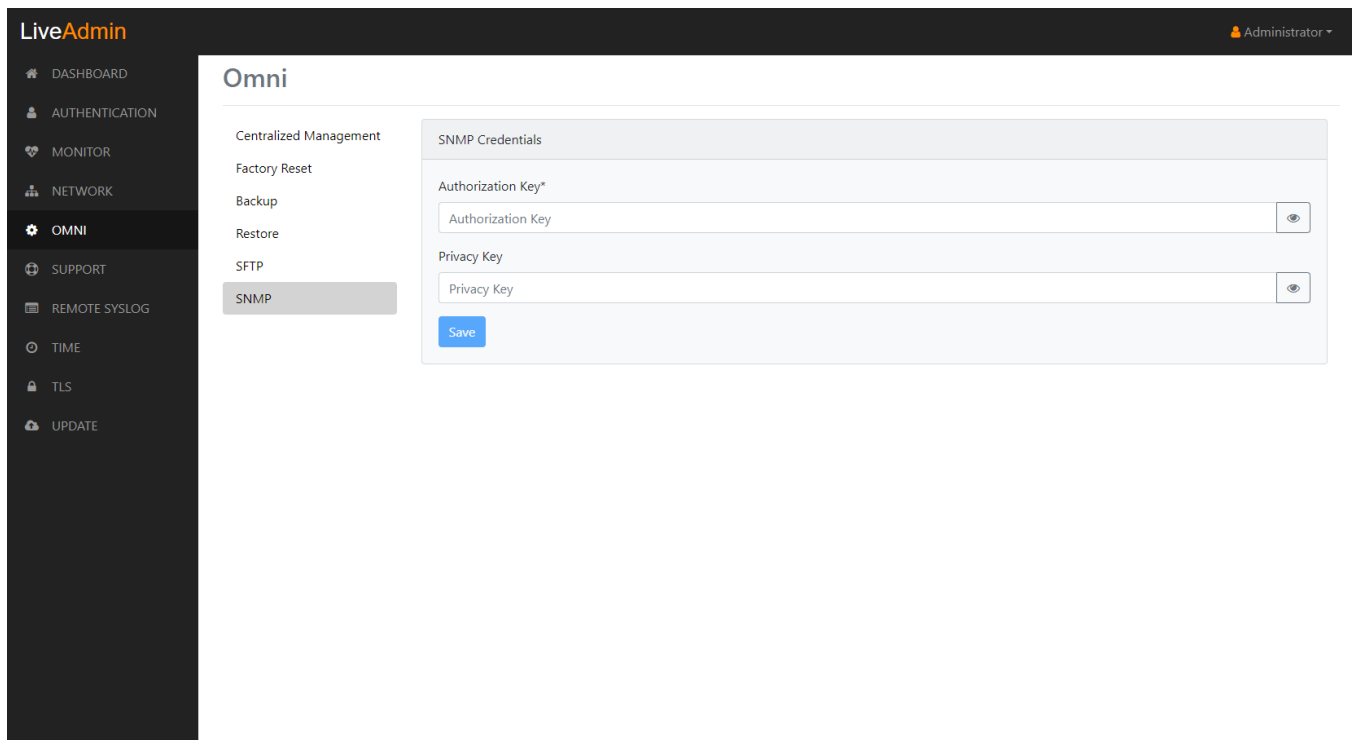 LiveAdmin
Administrator
DASHBOARD
AUTHENTICATION
MONITOR
NETWORK
OMNI
SUPPORT
REMOTE SYSLOG
TIME
TLS
UPDATE
Omni
Centralized Management
Factory Reset
Backup
Restore
SFTP
SNMP
SNMP Credentials
Authorization Key*
Authorization Key
Privacy Key
Privacy Key
Save